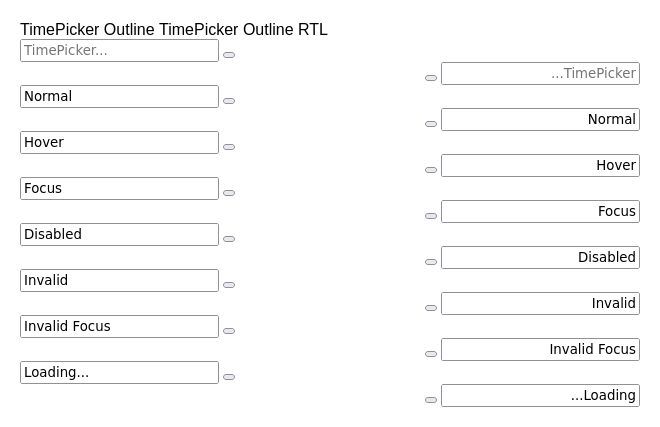 TimePicker Outline TimePicker Outline RTL
TimePicker...
...TimePicker
Normal
Normal
Hover
Hover
Focus
Focus
Disabled
Disabled
Invalid
Invalid
Invalid Focus
Invalid Focus
Loading...
...Loading